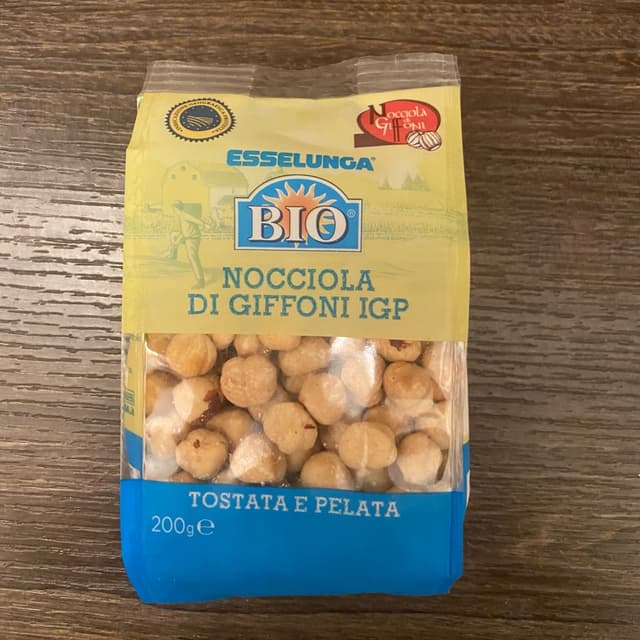 Nocciola
di
Giffoni
ESSELUNGA®
BIO®
NOCCIOLA
DI GIFFONI IGP
TOSTATA E PELATA
200g e